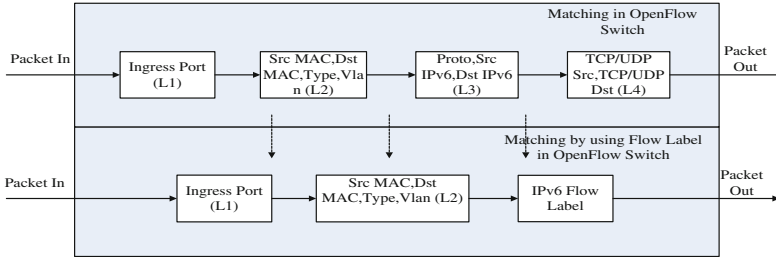 Matching in OpenFlow
Switch
Packet In
Ingress Port
(L1)
Src MAC,Dst
MAC,Type,Vla
n (L2)
Proto,Src
IPv6,Dst IPv6
(L3)
TCP/UDP
Src,TCP/UDP
Dst (L4)
Packet
Out
Matching by using Flow Label
in OpenFlow Switch
Packet In
Ingress Port
(L1)
Src MAC,Dst
MAC,Type,Vlan (L2)
IPv6 Flow
Label
Packet
Out